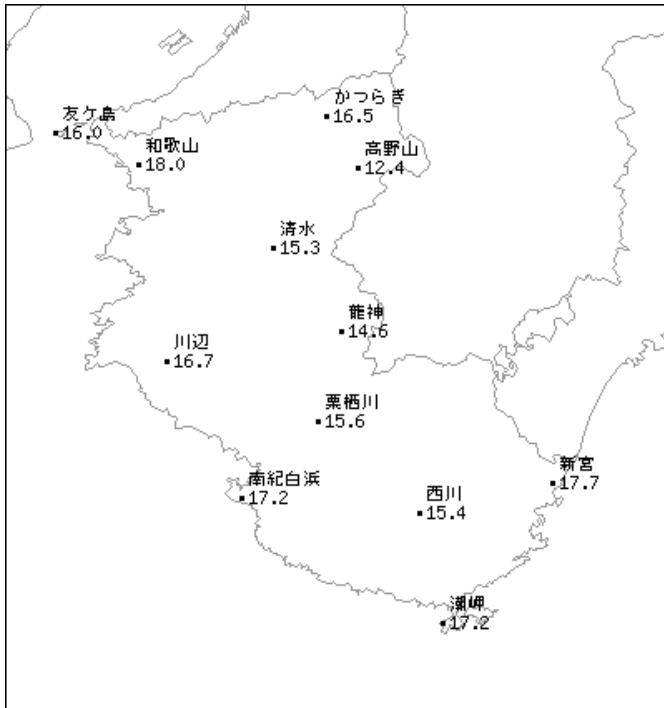 かつらぎ
16.5
友ケ島
16.0
和歌山
18.0
高野山
12.4
清水
15.3
龍神
14.6
川辺
16.7
栗栖川
15.6
新宮
17.7
南紀白浜
17.2
西川
15.4
潮岬
17.2